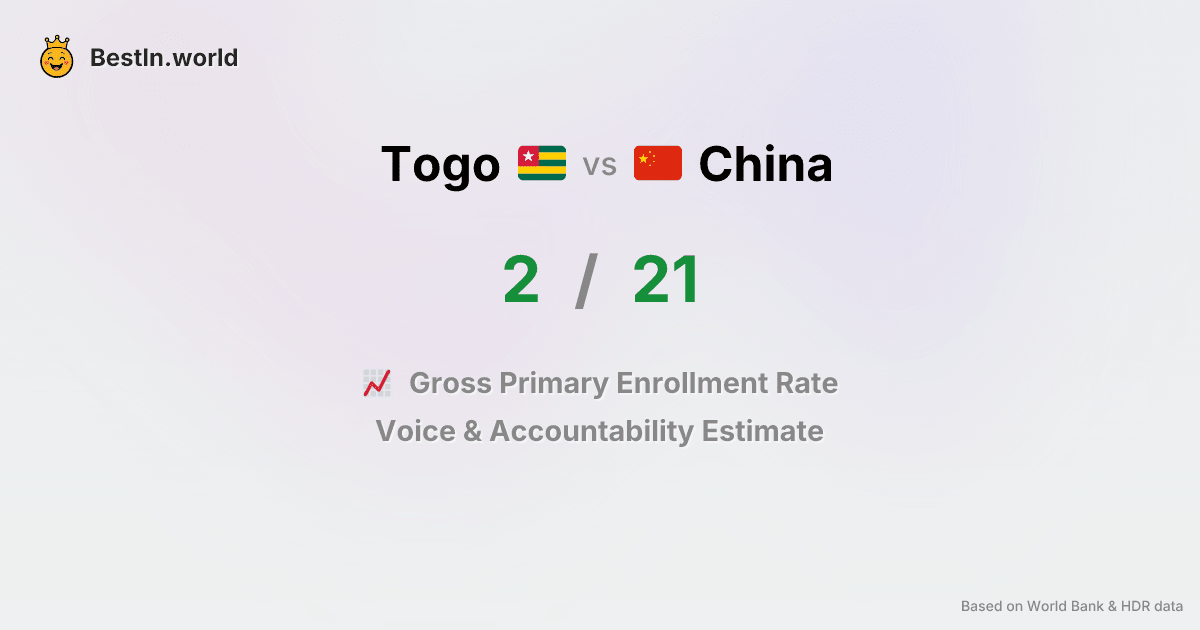 BestIn.world
Togo vs China
2 / 21
Gross Primary Enrollment Rate
Voice & Accountability Estimate
Based on World Bank & HDR data